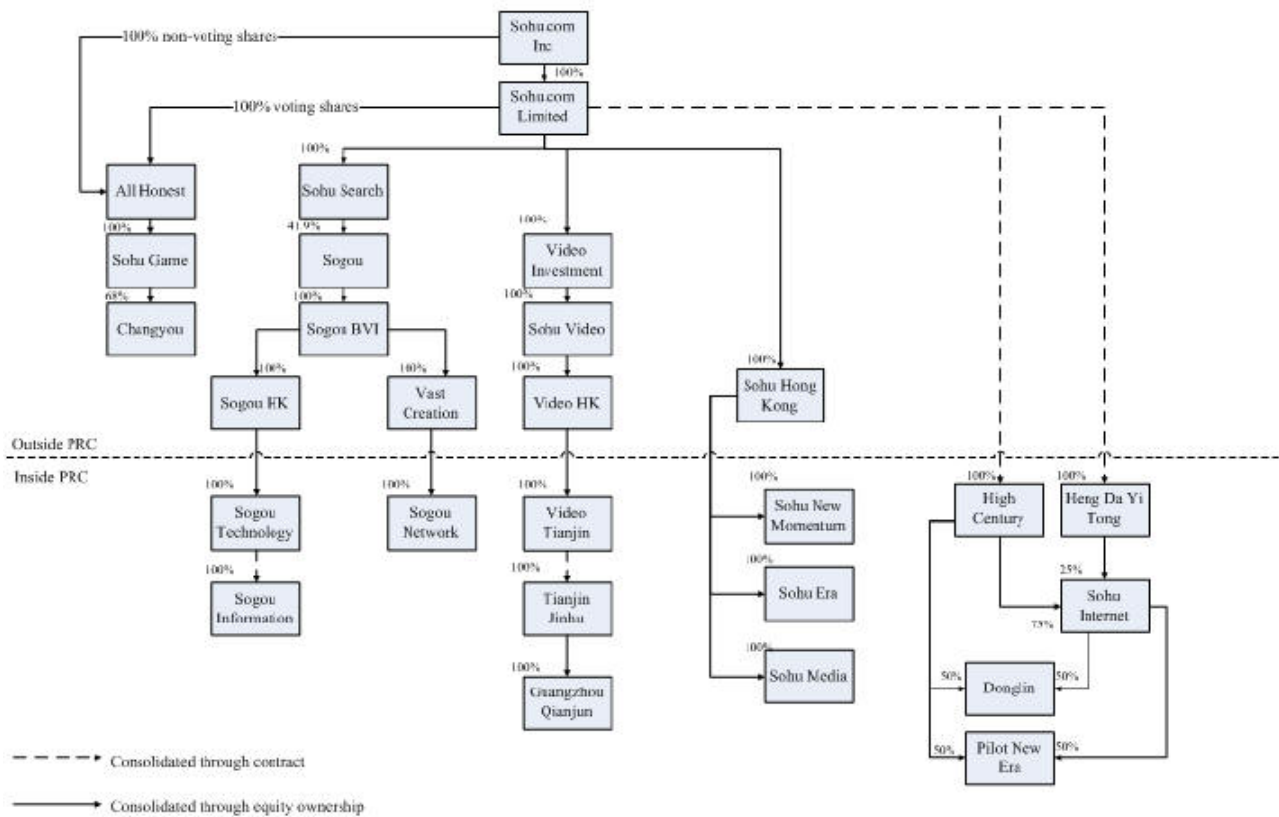 Sohu.com
Inc
100% non-voting shares
100%
Sohu.com
Limited
100% voting shares
100%
All Honest
Sohu Search
100%
41.9%
100%
Sohu Game
Sogou
Video
Investment
68%
100%
100%
Changyou
Sogou BVI
Sohu Video
100%
100%
100%
100%
Sogou HK
Vast
Creation
Video HK
Sohu Hong
Kong
Outside PRC
Inside PRC
100%
100%
100%
100%
100%
100%
Sogou
Technology
Sogou
Network
Video
Tianjin
Sohu New
Momentum
High
Century
Heng Da Yi
Tong
100%
100%
100%
25%
Sogou
Information
Tianjin
Jinhu
Sohu Era
Sohu
Internet
75%
100%
100%
Guangzhou
Qianjun
Sohu Media
50%
Donglin
50%
50%
Pilot New
Era
50%
Consolidated through contract
Consolidated through equity ownership